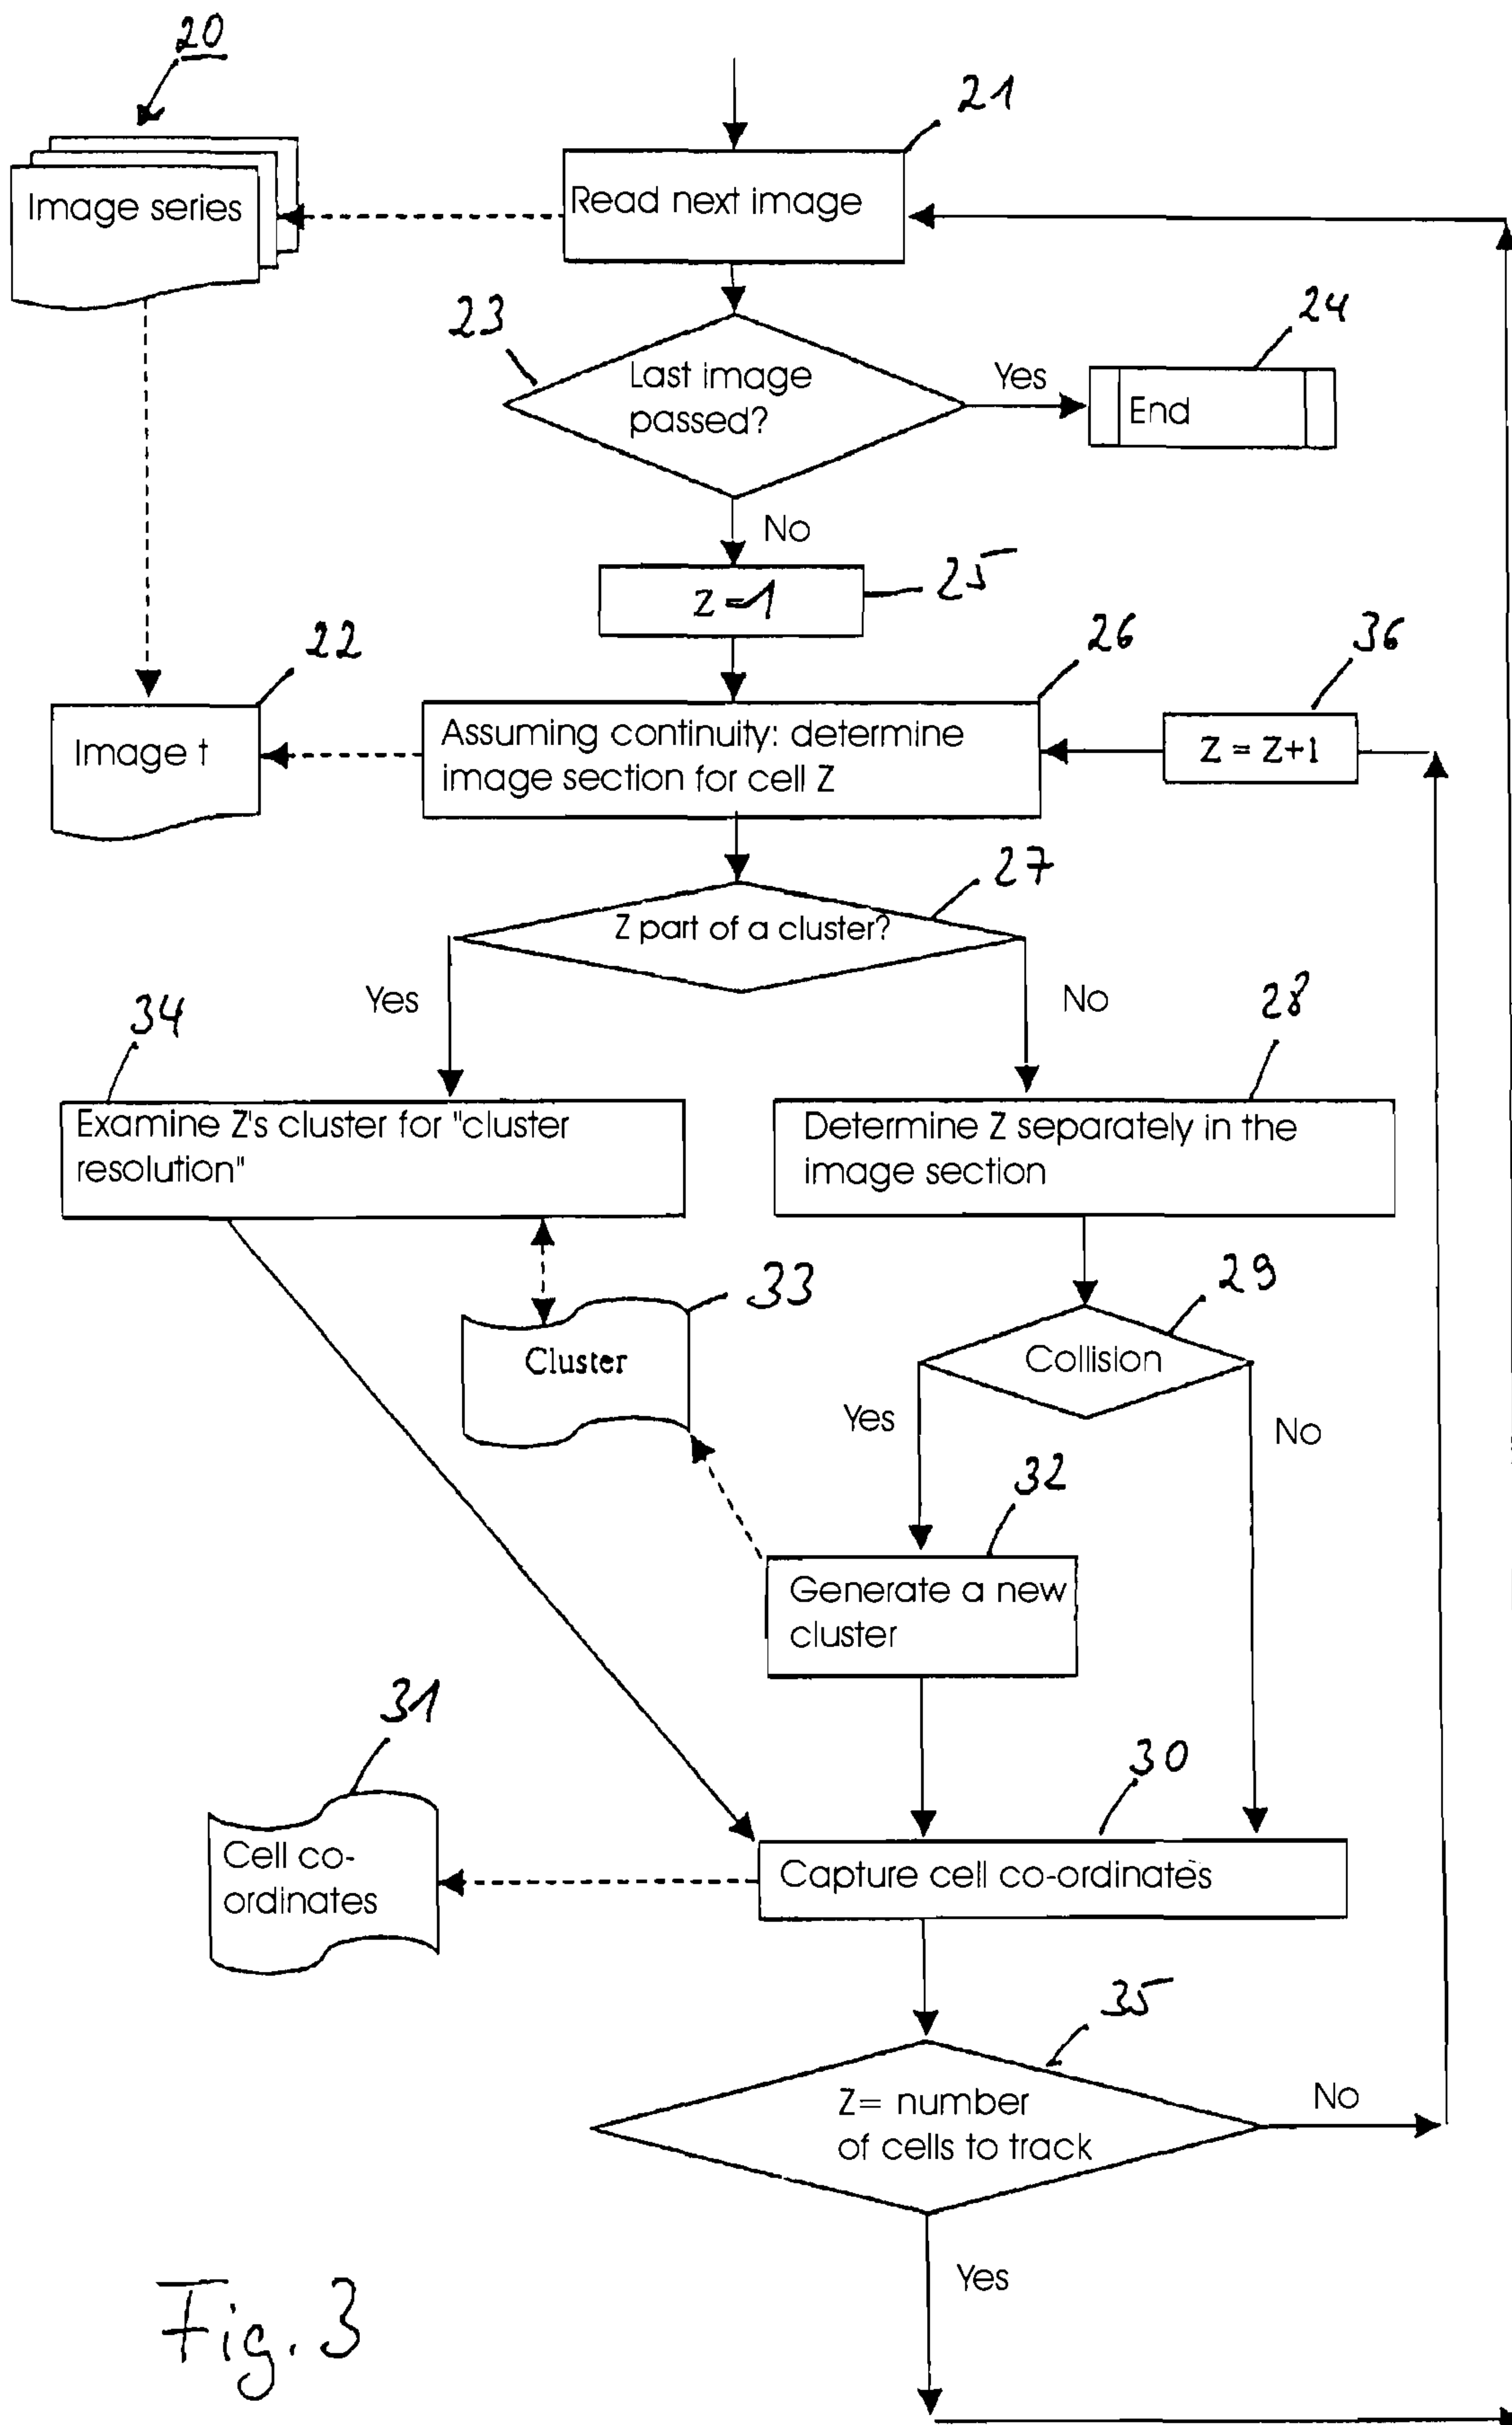 20
21
Image series
Read next image
23
24
Last image
passed?
Yes
End
No
z=1
25
22
26
36
Image t
Assuming continuity: determine
image section for cell Z
Z = Z+1
27
Z part of a cluster?
Yes
No
34
28
Examine Z's cluster for "cluster
resolution"
Determine Z separately in the
image section
33
29
Cluster
Collision
Yes
No
32
Generate a new
cluster
31
30
Cell co-
ordinates
Capture cell co-ordinates
35
Z= number
of cells to track
No
Yes
Fig. 3